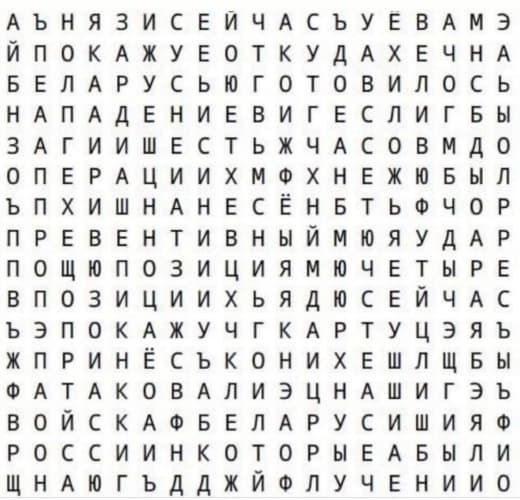 А Ъ Н Я З И С Е Й Ч А С Ъ У Ё В А М Э
Й П О К А Ж У Е О Т К У Д А Х Е Ч Н А
Б Е Л А Р У С Ь Ю Г О Т О В И Л О С Ь
Н А П А Д Е Н И Е В И Г Е С Л И Г Б Ы
З А Г И И Ш Е С Т Ь Ж Ч А С О В М Д О
О П Е Р А Ц И И Х М Ф Х Н Е Ж Ю Б Ы Л
Ъ П Х И Ш Н А Н Е С Ё Н Б Т Ь Ф Ч О Р
П Р Е В Е Н Т И В Н Ы Й М Ю Я У Д А Р
П О Щ Ю П О З И Ц И Я М Ю Ч Е Т Ы Р Е
В П О З И Ц И И Х Ь Я Д Ю С Е Й Ч А С
Ъ Э П О К А Ж У Ч Г К А Р Т У Ц Э Я Ъ
Ж П Р И Н Ё С Ъ К О Н И Х Е Ш Л Щ Б Ы
Ф А Т А К О В А Л И Э Ц Н А Ш И Г Э Ъ
В О Й С К А Ф Б Е Л А Р У С И Ш И Я Ф
Р О С С И И Н К О Т О Р Ы Е А Б Ы Л И
Щ Н А Ю Г Ъ Д Д Ж Й Ф Л У Ч Е Н И И О